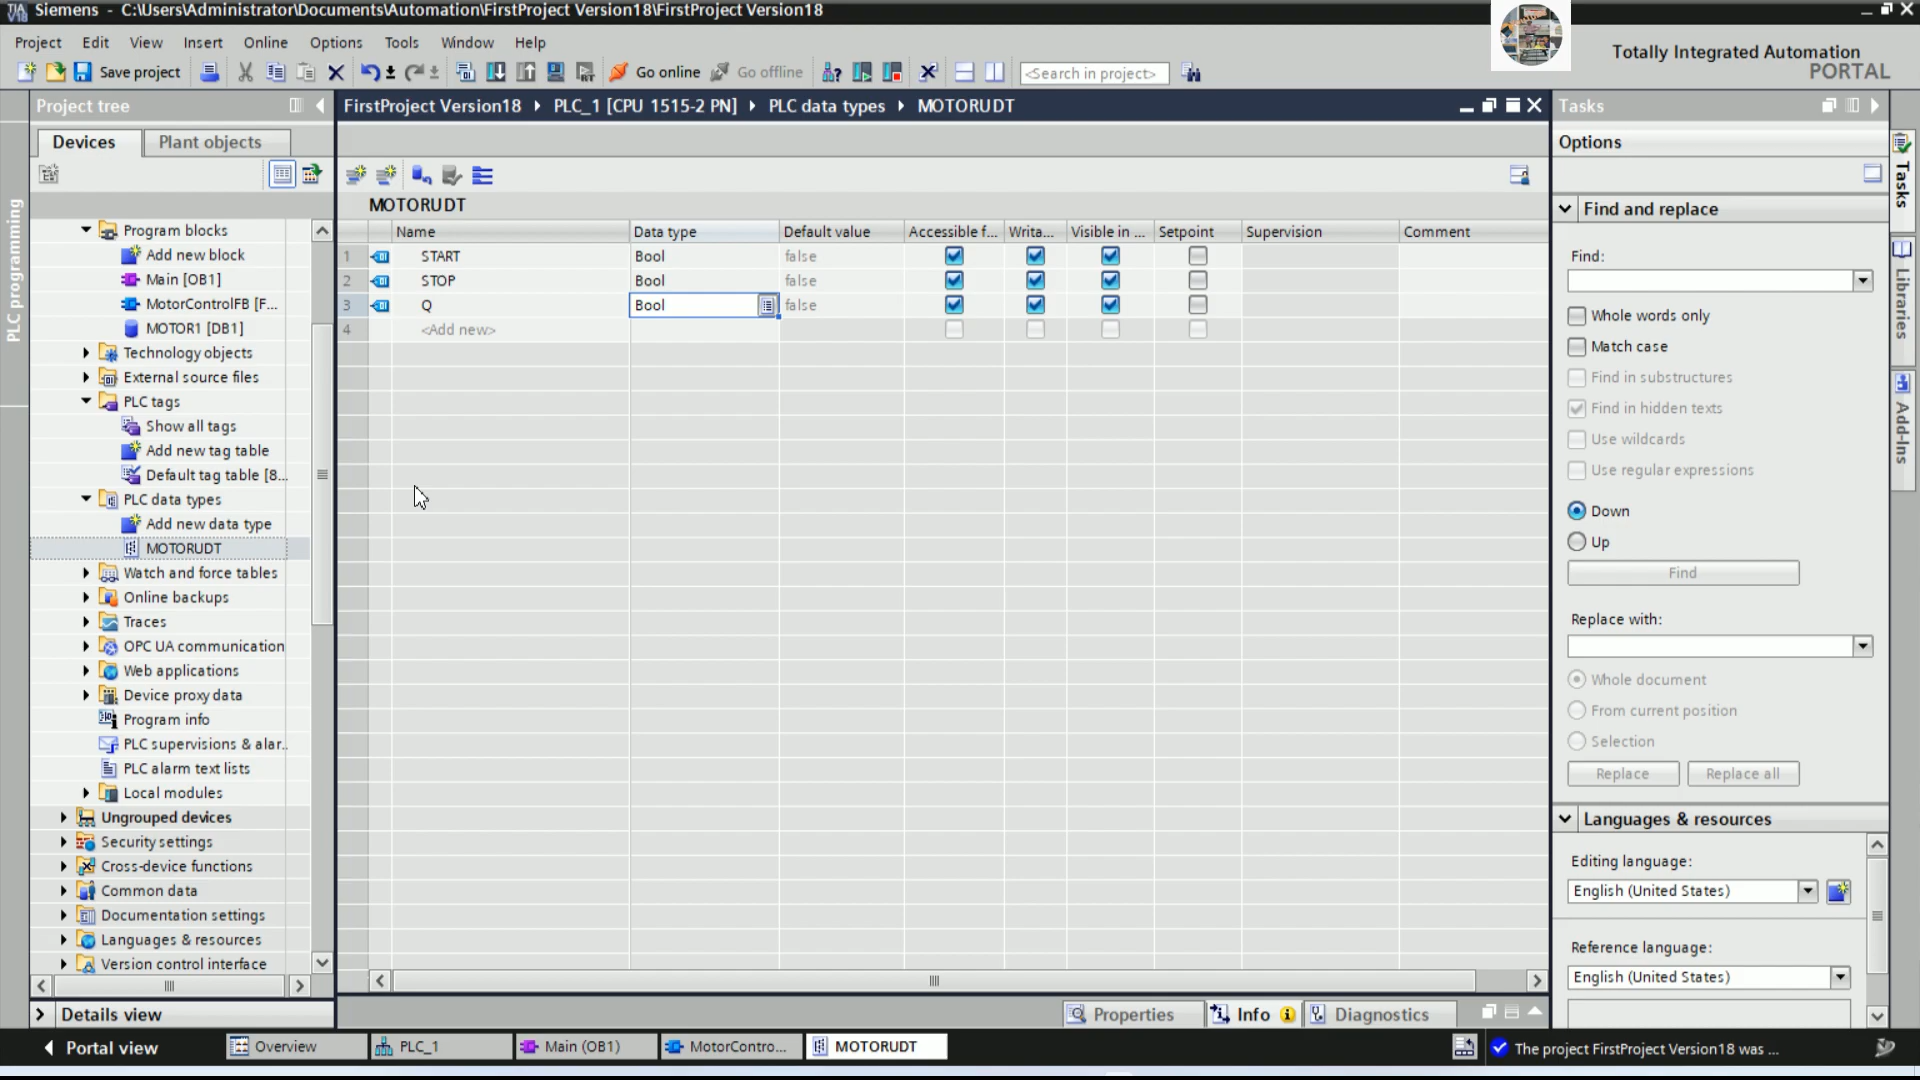 Siemens - C:\Users\Administrator\Documents\Automation\FirstProject Version18\FirstProject Version18
Project Edit View Insert Online Options Tools Window Help
Totally Integrated Automation
PORTAL
Save project
Go online
Go offline
<Search in project>
Project tree
FirstProject Version18 PLC_1 [CPU 1515-2 PN] PLC data types MOTORUDT
Tasks
Devices
Plant objects
Options
PLC programming
MOTORUDT
Name Data type Default value Accessible f... Writa... Visible in ... Setpoint Supervision Comment
1 START Bool false
2 STOP Bool false
3 Q Bool false
4 <Add new>
Program blocks
Add new block
Main [OB1]
MotorControlFB [F...
MOTOR1 [DB1]
Technology objects
External source files
PLC tags
Show all tags
Add new tag table
Default tag table [8...
PLC data types
Add new data type
MOTORUDT
Watch and force tables
Online backups
Traces
OPC UA communication
Web applications
Device proxy data
Program info
PLC supervisions & alar..
PLC alarm text lists
Local modules
Ungrouped devices
Security settings
Cross-device functions
Common data
Documentation settings
Languages & resources
Version control interface
Details view
Find and replace
Find:
Whole words only
Match case
Find in substructures
Find in hidden texts
Use wildcards
Use regular expressions
Down
Up
Find
Replace with:
Whole document
From current position
Selection
Replace
Replace all
Languages & resources
Editing language:
English (United States)
Reference language:
English (United States)
Tasks
Libraries
Add-Ins
Properties
Info
Diagnostics
Portal view
Overview
PLC_1
Main (OB1)
MotorContro...
MOTORUDT
The project FirstProject Version18 was ...